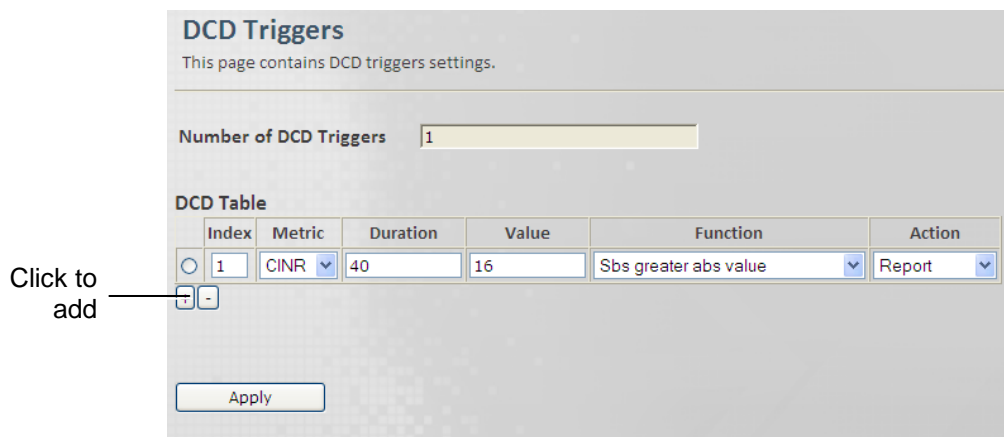 DCD Triggers
This page contains DCD triggers settings.
Number of DCD Triggers 1
DCD Table
Index Metric Duration Value Function Action
1 CINR 40 16 Sbs greater abs value Report
Click to
add
+ -
Apply